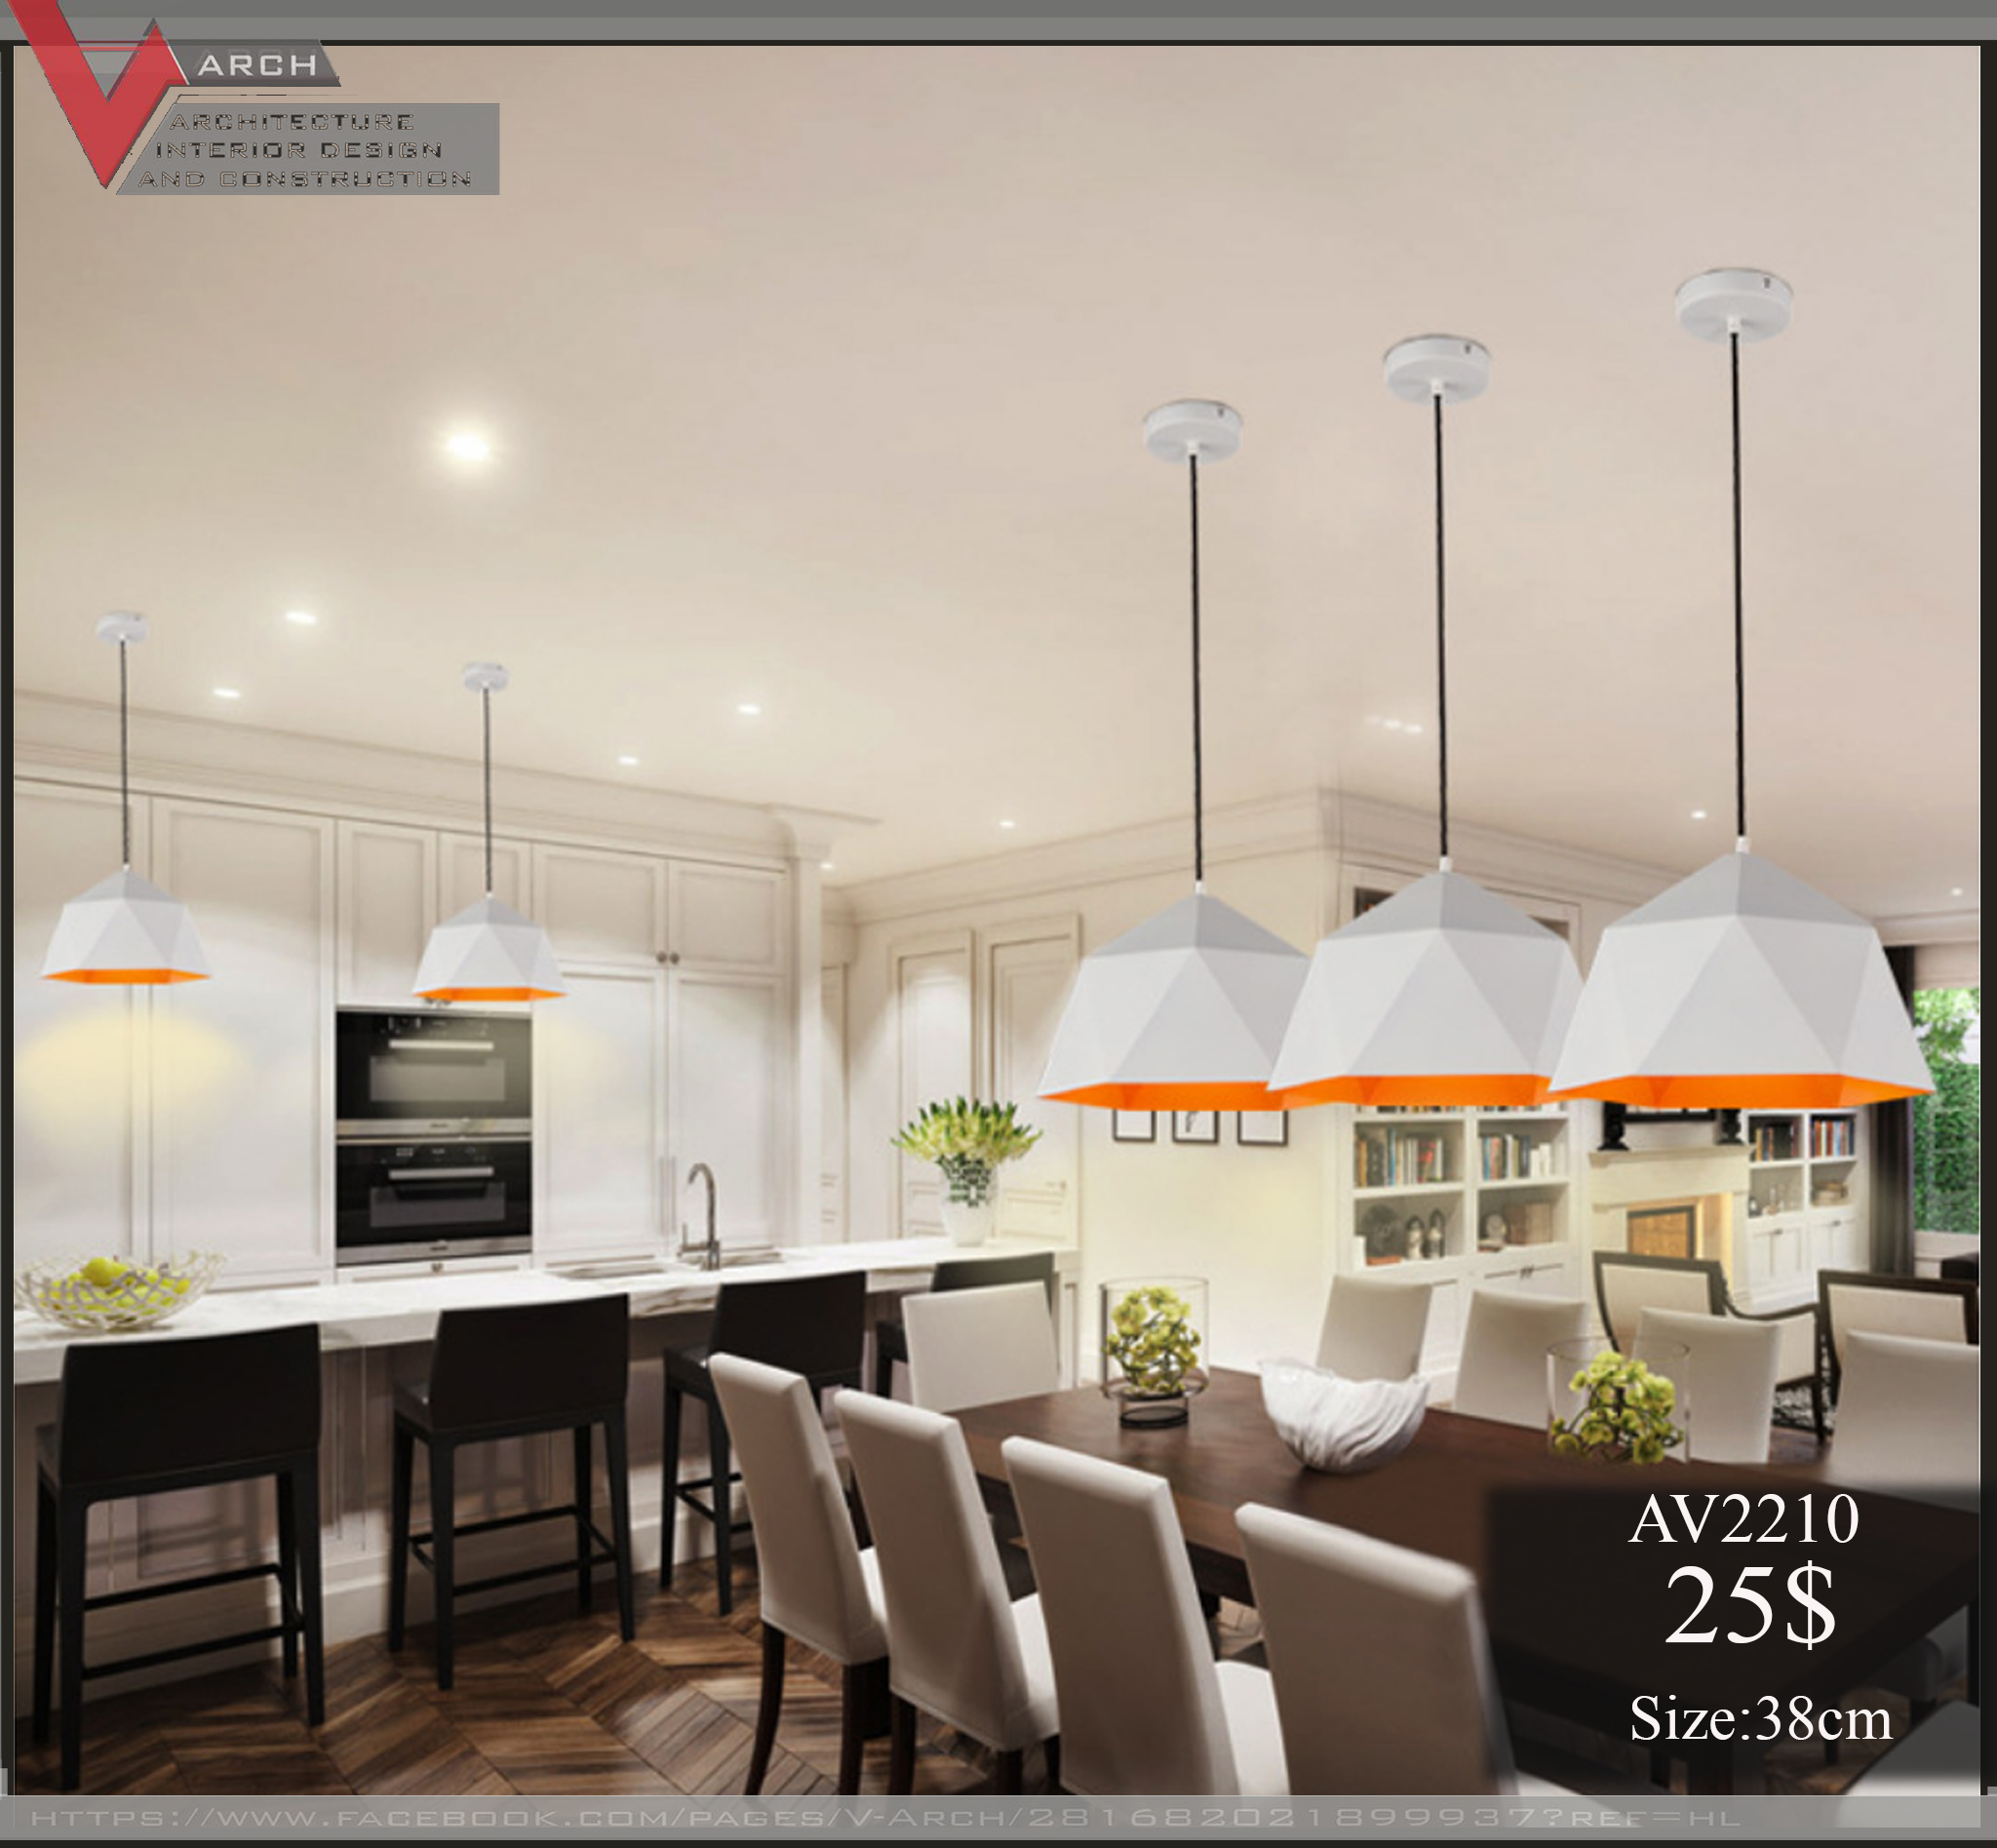 ARCH
ARCHITECTURE
INTERIOR DESIGN
AND CONSTRUCTION
AV2210
25$
Size:38cm
HTTPS://WWW.FACEBOOK.COM/PAGES/V-ARCH/281682021899937?REF=HL